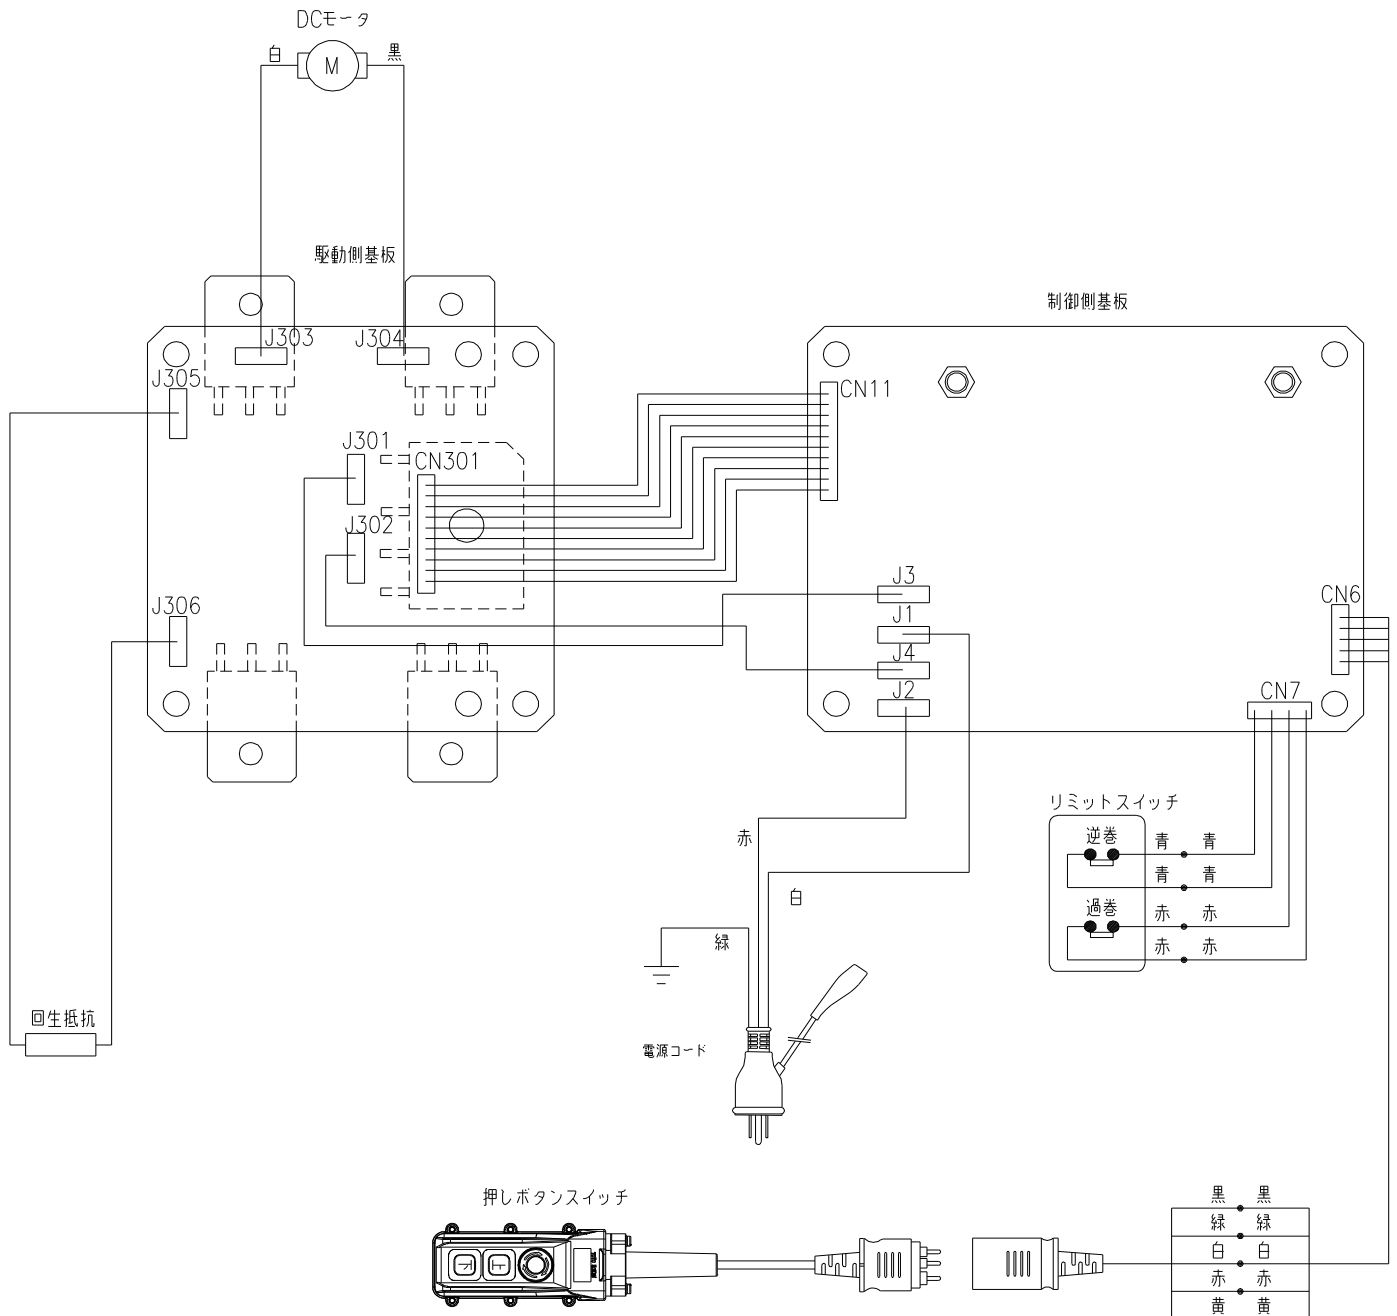 DCモータ
白
黒
M
駆動側基板
制御側基板
J303
J304
J305
CN11
J301
CN301
J302
J3
J306
CN6
J1
J4
J2
CN7
リミットスイッチ
赤
逆巻
青
青
青
青
白
過巻
赤
赤
緑
赤
赤
回生抵抗
電源コード
押しボタンスイッチ
黒
黒
緑
緑
白
白
赤
赤
黄
黄